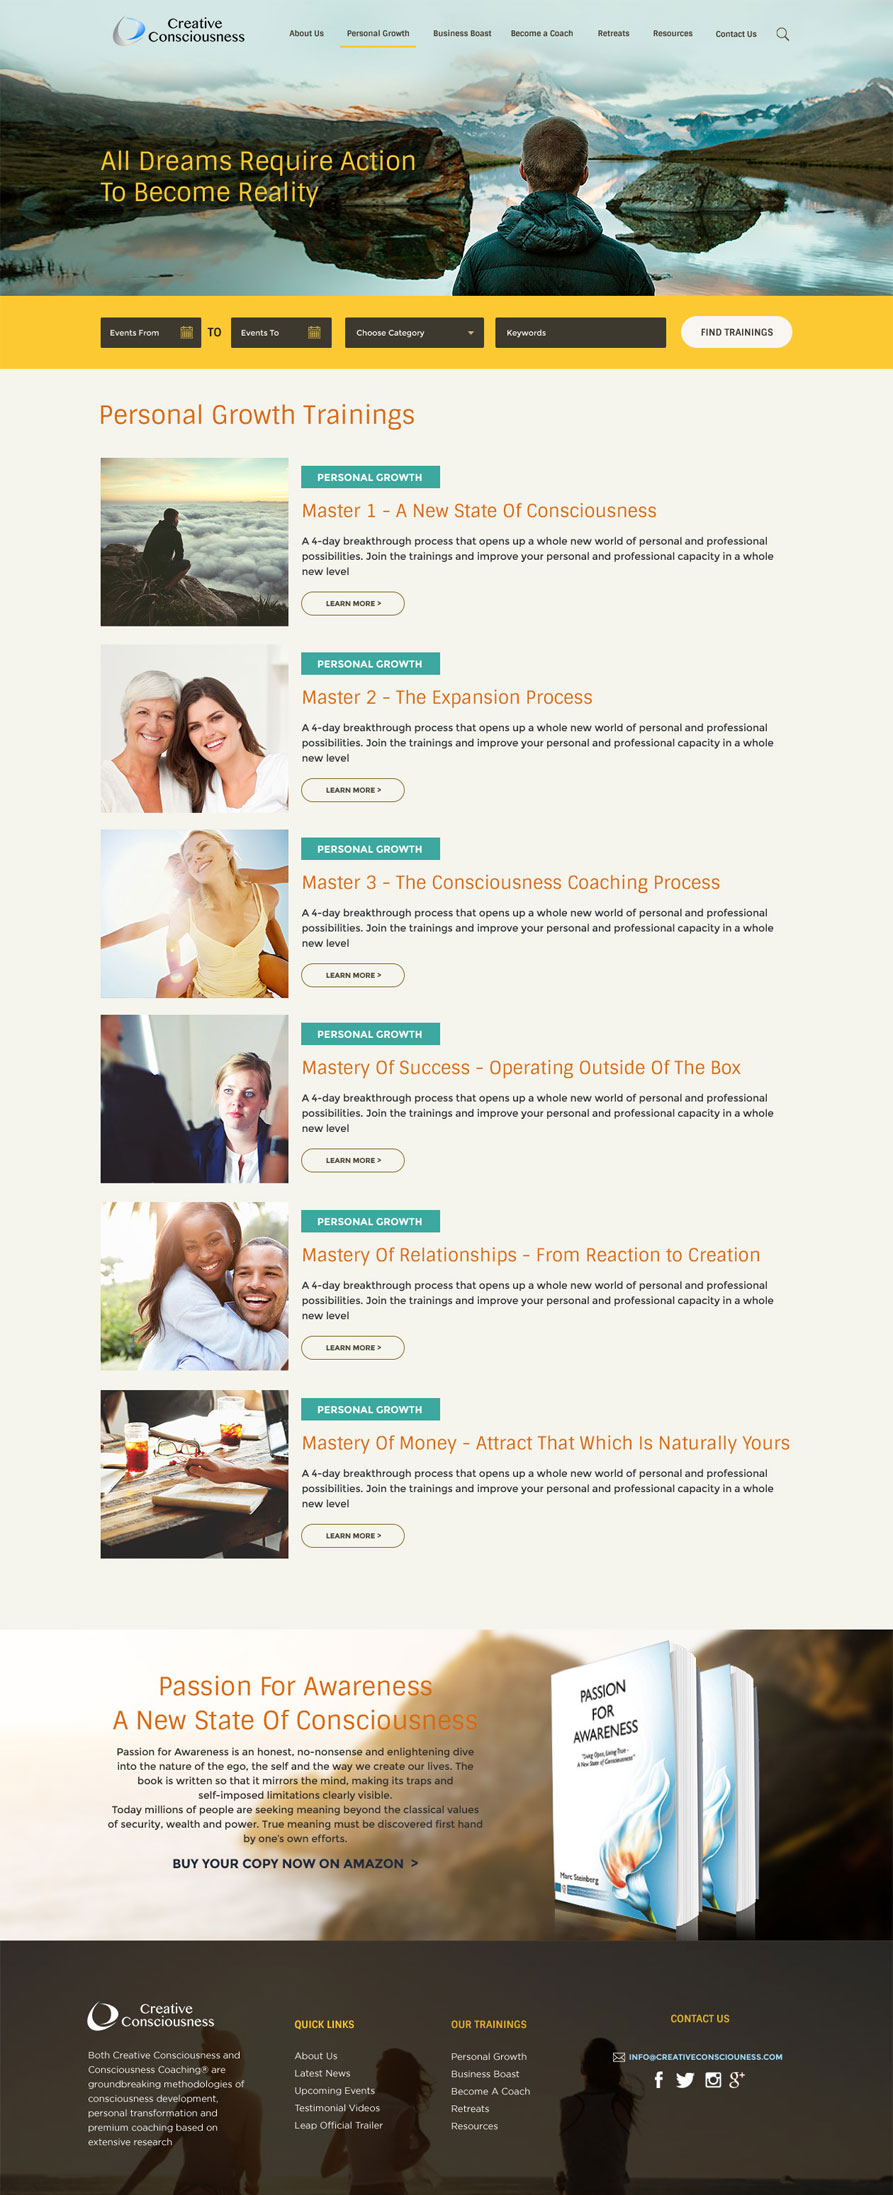 Creative
Consciousness
About Us
Personal Growth
Business Boast
Become a Coach
Retreats
Resources
Contact Us
All Dreams Require Action
To Become Reality
Events From
TO
Events To
Choose Category
Keywords
FIND TRAININGS
Personal Growth Trainings
PERSONAL GROWTH
Master 1 - A New State Of Consciousness
A 4-day breakthrough process that opens up a whole new world of personal and professional
possibilities. Join the trainings and improve your personal and professional capacity in a whole
new level
LEARN MORE >
PERSONAL GROWTH
Master 2 - The Expansion Process
A 4-day breakthrough process that opens up a whole new world of personal and professional
possibilities. Join the trainings and improve your personal and professional capacity in a whole
new level
LEARN MORE >
PERSONAL GROWTH
Master 3 - The Consciousness Coaching Process
A 4-day breakthrough process that opens up a whole new world of personal and professional
possibilities. Join the trainings and improve your personal and professional capacity in a whole
new level
LEARN MORE >
PERSONAL GROWTH
Mastery Of Success - Operating Outside Of The Box
A 4-day breakthrough process that opens up a whole new world of personal and professional
possibilities. Join the trainings and improve your personal and professional capacity in a whole
new level
LEARN MORE >
PERSONAL GROWTH
Mastery Of Relationships - From Reaction to Creation
A 4-day breakthrough process that opens up a whole new world of personal and professional
possibilities. Join the trainings and improve your personal and professional capacity in a whole
new level
LEARN MORE >
PERSONAL GROWTH
Mastery Of Money - Attract That Which Is Naturally Yours
A 4-day breakthrough process that opens up a whole new world of personal and professional
possibilities. Join the trainings and improve your personal and professional capacity in a whole
new level
LEARN MORE >
Passion For Awareness
A New State Of Consciousness
Passion for Awareness is an honest, no-nonsense and enlightening dive
into the nature of the ego, the self and the way we create our lives. The
book is written so that it mirrors the mind, making its traps and
self-imposed limitations clearly visible.
Today millions of people are seeking meaning beyond the classical values
of security, wealth and power. True meaning must be discovered first hand
by one's own efforts.
BUY YOUR COPY NOW ON AMAZON >
PASSION
FOR
AWARENESS
"Living Open, Living True -
A New State of Consciousness"
Marc Steinberg
Creative
Consciousness
Both Creative Consciousness and
Consciousness Coaching® are
groundbreaking methodologies of
consciousness development,
personal transformation and
premium coaching based on
extensive research
QUICK LINKS
About Us
Latest News
Upcoming Events
Testimonial Videos
Leap Official Trailer
OUR TRAININGS
Personal Growth
Business Boast
Become A Coach
Retreats
Resources
CONTACT US
INFO@CREATIVECONSCIOUNESS.COM